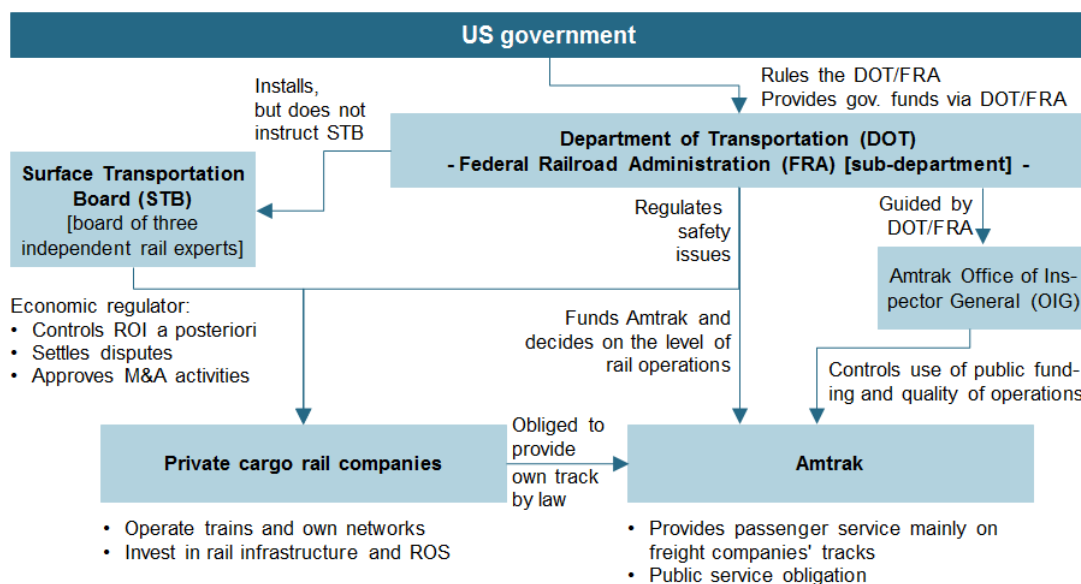 US government
Rules the DOT/FRA
Provides gov. funds via DOT/FRA
Installs,
but does not
instruct STB
Department of Transportation (DOT)
- Federal Railroad Administration (FRA) [sub-department] -
Surface Transportation
Board (STB)
[board of three
independent rail experts]
Regulates
safety
issues
Guided by
DOT/FRA
Amtrak Office of Ins-
pector General (OIG)
Economic regulator:
• Controls ROI a posteriori
• Settles disputes
• Approves M&A activities
Funds Amtrak and
decides on the level of
rail operations
Controls use of public fund-
ing and quality of operations
Private cargo rail companies
Obliged to
provide
own track
by law
Amtrak
• Operate trains and own networks
• Invest in rail infrastructure and ROS
• Provides passenger service mainly on
freight companies' tracks
• Public service obligation